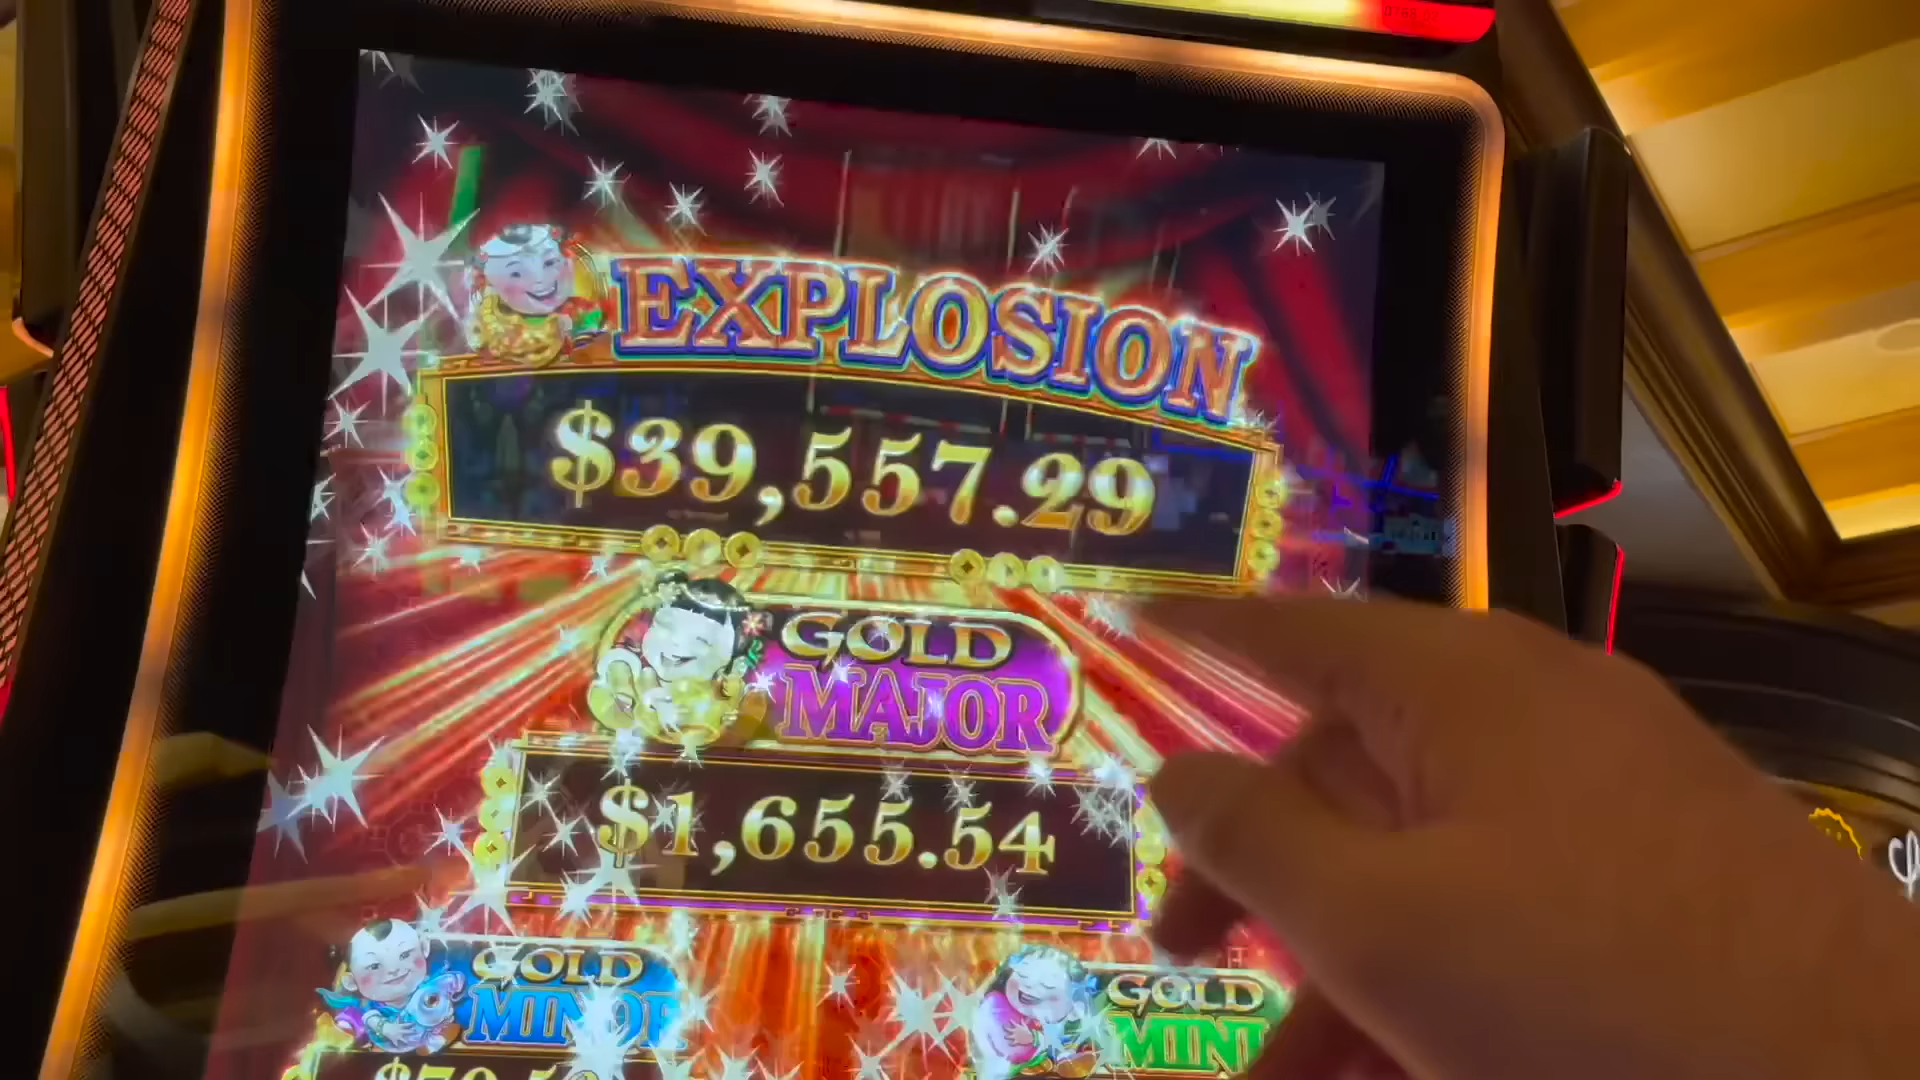 EXPLOSION
$39,557.29
GOLD
MAJOR
$1,655.54
GOLD
MINOR
GOLD
MINI